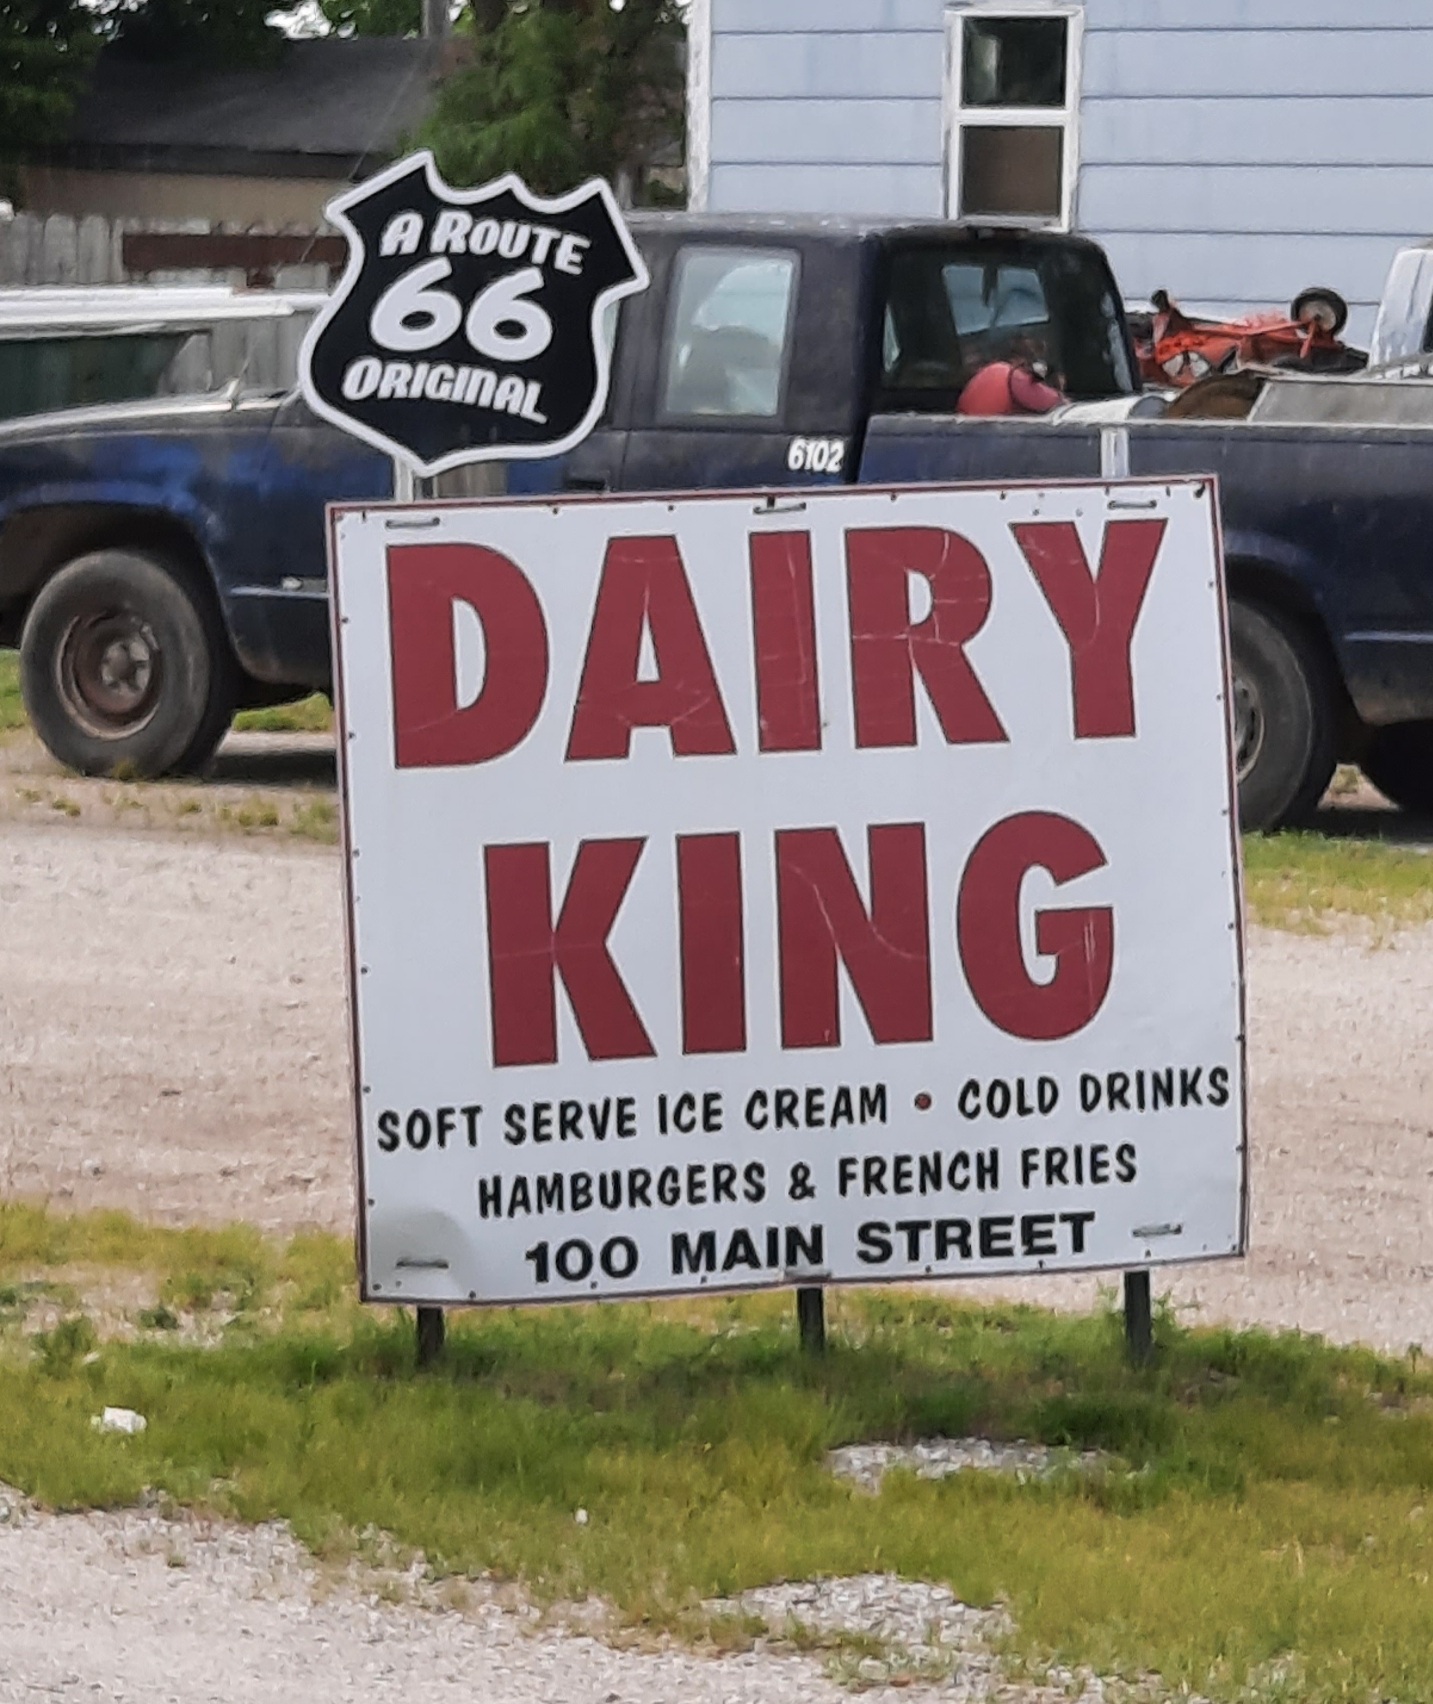 A ROUTE
66
ORIGINAL
6102
DAIRY
KING
SOFT SERVE ICE CREAM • COLD DRINKS
HAMBURGERS & FRENCH FRIES
100 MAIN STREET